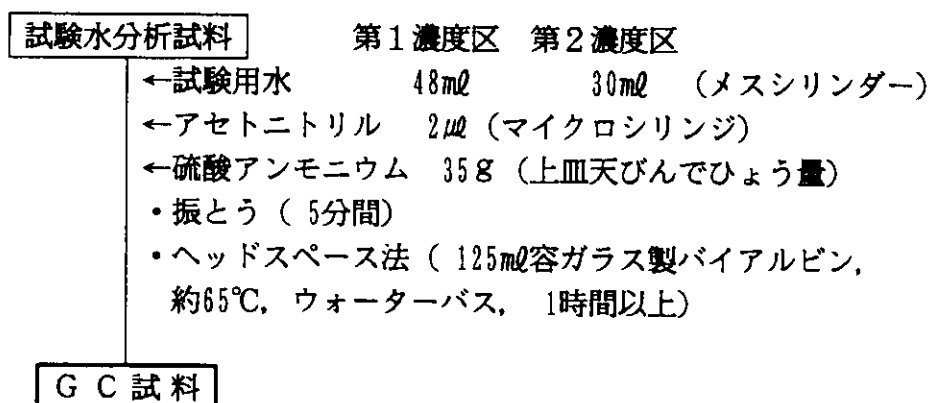 試験水分析試料　第1濃度区　第2濃度区
←試験用水　48ml　30ml　(メスシリンダー)
←アセトニトリル　2μl (マイクロシリンジ)
←硫酸アンモニウム　35g (上皿天びんでひょう量)
・振とう ( 5分間)
・ヘッドスペース法 ( 125ml容ガラス製バイアルビン,
約65℃, ウォーターバス, 1時間以上)
GC試料